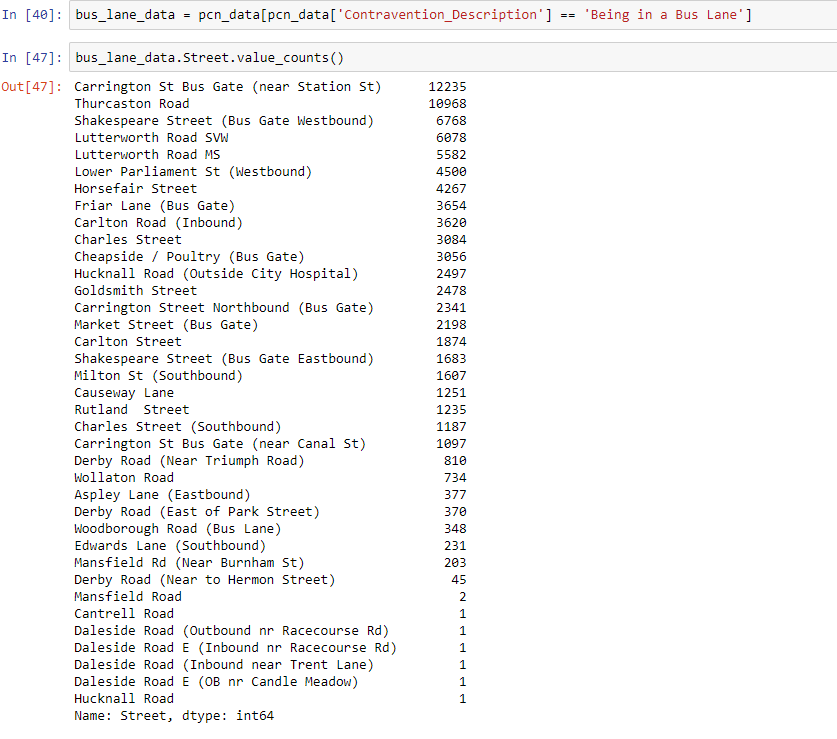 In [40]: bus_lane_data = pcn_data[pcn_data['Contravention_Description'] == 'Being in a Bus Lane']
In [47]: bus_lane_data.Street.value_counts()
Out[47]: Carrington St Bus Gate (near Station St) 12235
Thurcaston Road 10968
Shakespeare Street (Bus Gate Westbound) 6768
Lutterworth Road SVW 6078
Lutterworth Road MS 5582
Lower Parliament St (Westbound) 4500
Horsefair Street 4267
Friar Lane (Bus Gate) 3654
Carlton Road (Inbound) 3620
Charles Street 3084
Cheapside / Poultry (Bus Gate) 3056
Hucknall Road (Outside City Hospital) 2497
Goldsmith Street 2478
Carrington Street Northbound (Bus Gate) 2341
Market Street (Bus Gate) 2198
Carlton Street 1874
Shakespeare Street (Bus Gate Eastbound) 1683
Milton St (Southbound) 1607
Causeway Lane 1251
Rutland  Street 1235
Charles Street (Southbound) 1187
Carrington St Bus Gate (near Canal St) 1097
Derby Road (Near Triumph Road) 810
Wollaton Road 734
Aspley Lane (Eastbound) 377
Derby Road (East of Park Street) 370
Woodborough Road (Bus Lane) 348
Edwards Lane (Southbound) 231
Mansfield Rd (Near Burnham St) 203
Derby Road (Near to Hermon Street) 45
Mansfield Road 2
Cantrell Road 1
Daleside Road (Outbound nr Racecourse Rd) 1
Daleside Road E (Inbound nr Racecourse Rd) 1
Daleside Road (Inbound near Trent Lane) 1
Daleside Road E (OB nr Candle Meadow) 1
Hucknall Road 1
Name: Street, dtype: int64